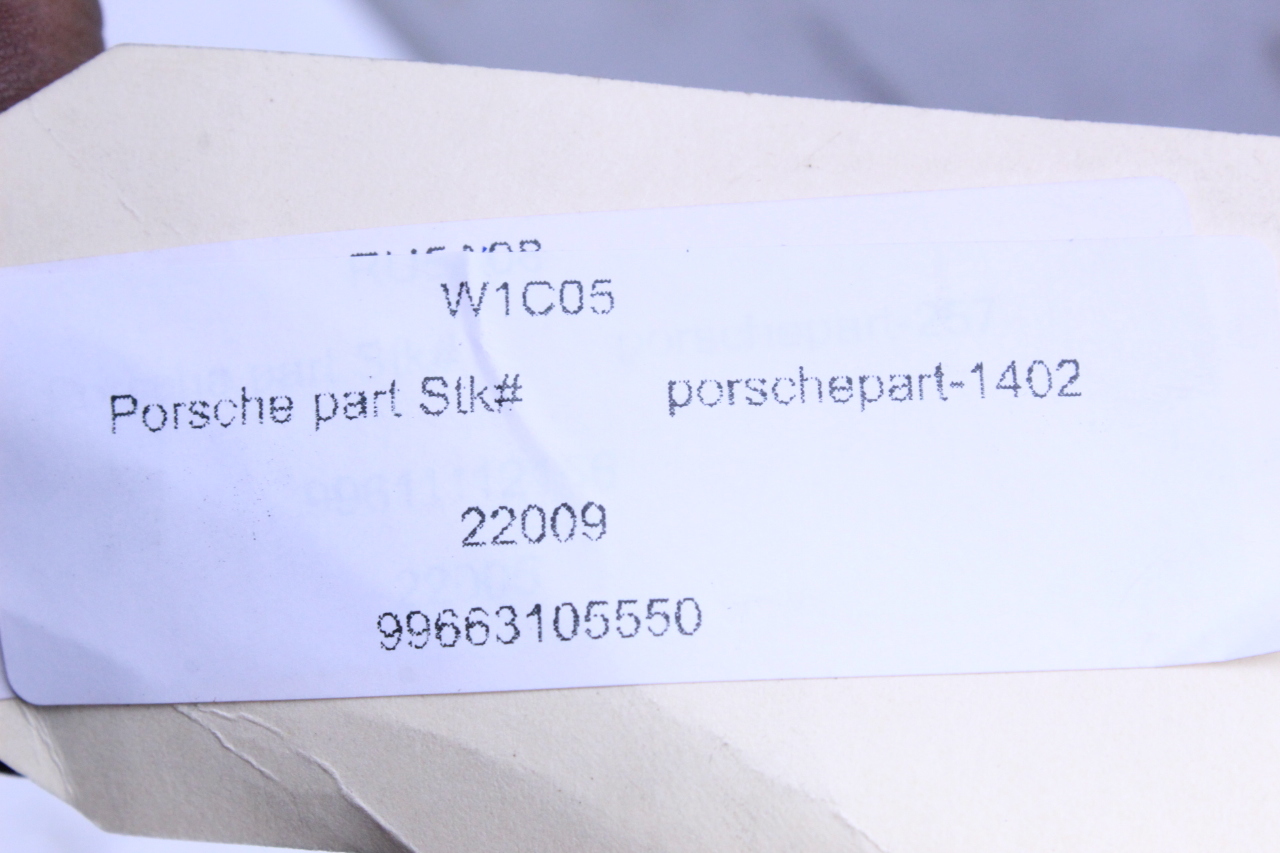 W1C05
Porsche part Stk# porschepart-1402
22009
99663105550